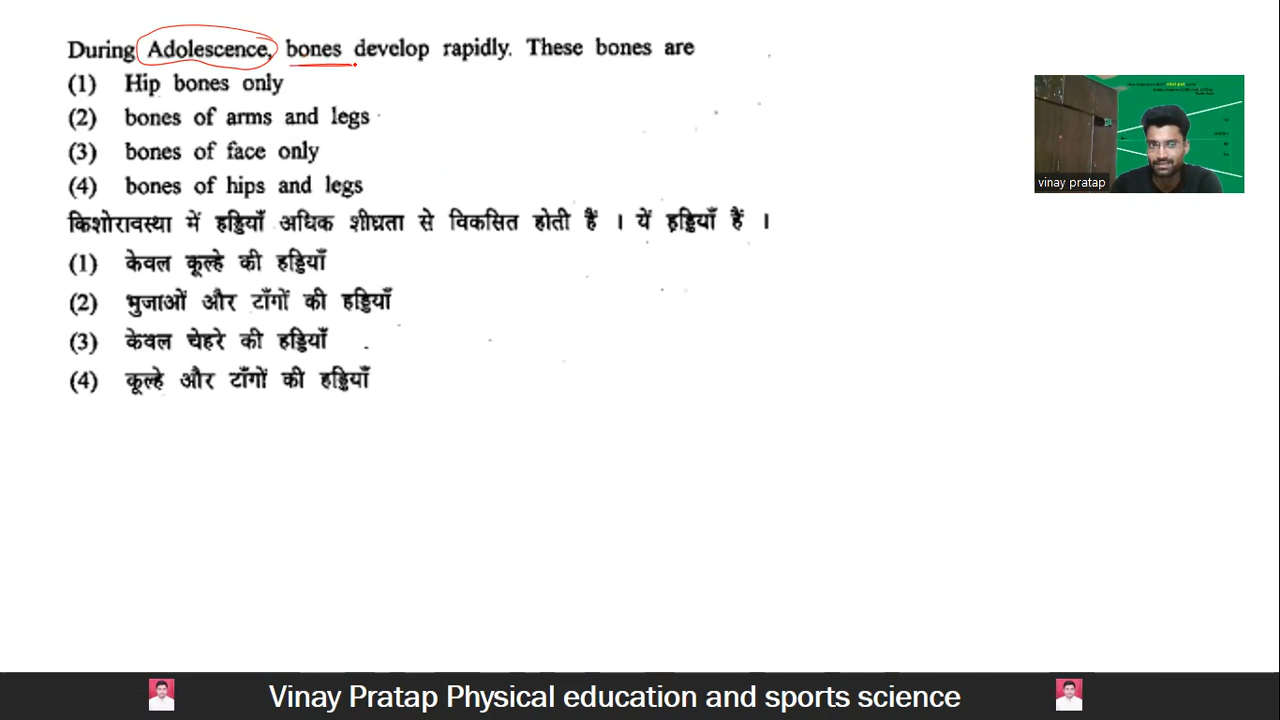 During Adolescence, bones develop rapidly. These bones are
(1) Hip bones only
(2) bones of arms and legs
(3) bones of face only
(4) bones of hips and legs
किशोरावस्था में हड्डियाँ अधिक शीघ्रता से विकसित होती हैं । यें हड्डियाँ हैं ।
(1) केवल कूल्हे की हड्डियाँ
(2) भुजाओं और टाँगों की हड्डियाँ
(3) केवल चेहरे की हड्डियाँ
(4) कूल्हे और टाँगों की हड्डियाँ
vinay pratap
Vinay Pratap Physical education and sports science